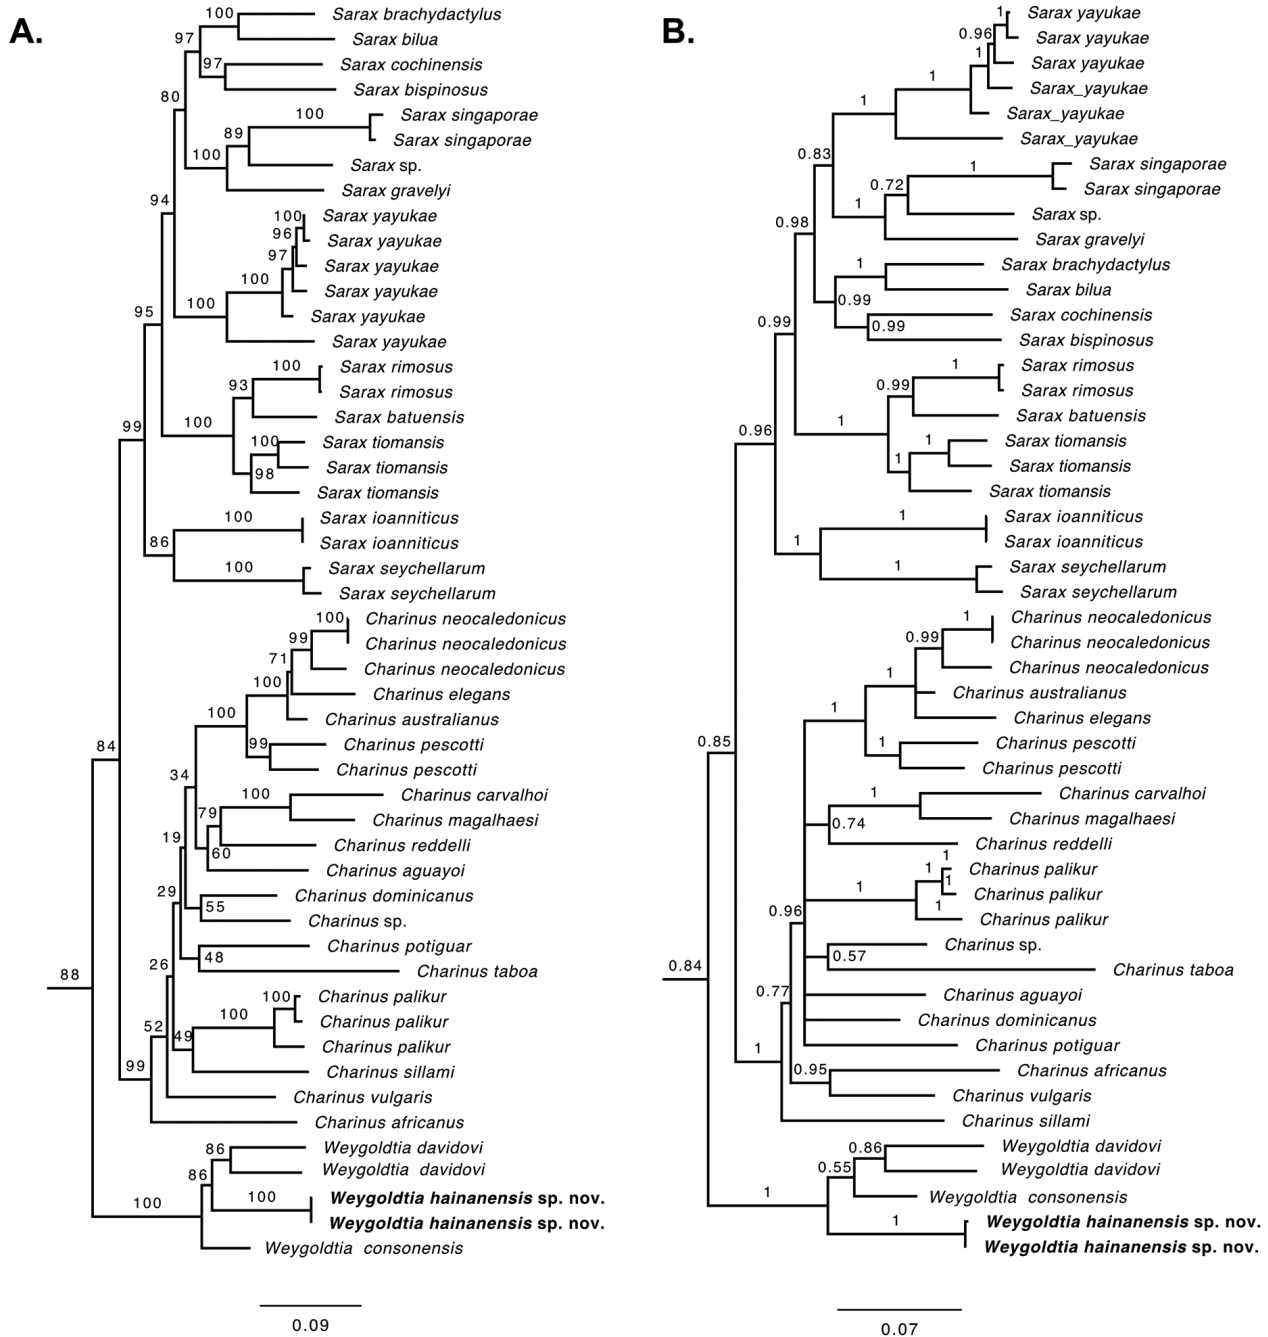 A.
100
Sarax brachydactylus
97
Sarax bilua
97
Sarax cochinensis
Sarax bispinosus
80
100
Sarax singaporae
89
Sarax singaporae
100
Sarax sp.
Sarax gravelyi
94
100
Sarax yayukae
96
Sarax yayukae
97
Sarax yayukae
100
Sarax yayukae
100
Sarax yayukae
95
Sarax yayukae
100
Sarax rimosus
93
Sarax rimosus
100
Sarax batuensis
99
100
Sarax tiomansis
98
Sarax tiomansis
Sarax tiomansis
100
Sarax ioanniticus
86
Sarax ioanniticus
100
Sarax seychellarum
Sarax seychellarum
100
Charinus neocaledonicus
99
Charinus neocaledonicus
71
Charinus neocaledonicus
100
Charinus elegans
100
Charinus australianus
99
Charinus pescotti
84
Charinus pescotti
34
100
Charinus carvalhoi
79
Charinus magalhaesi
19
60
Charinus reddelli
Charinus aguayoi
29
Charinus dominicanus
55
Charinus sp.
26
48
Charinus potiguar
88
Charinus taboa
100
Charinus palikur
52
100
Charinus palikur
49
Charinus palikur
99
Charinus sillami
Charinus vulgaris
Charinus africanus
86
Weygoldtia davidovi
86
Weygoldtia davidovi
100
100
Weygoldtia hainanensis sp. nov.
Weygoldtia hainanensis sp. nov.
Weygoldtia consonensis
0.09
B.
1
Sarax yayukae
0.96
Sarax yayukae
1
Sarax yayukae
1
Sarax_yayukae
1
Sarax_yayukae
Sarax_yayukae
0.83
1
Sarax singaporae
0.72
Sarax singaporae
1
Sarax sp.
0.98
Sarax gravelyi
1
Sarax brachydactylus
0.99
Sarax bilua
0.99
0.99
Sarax cochinensis
Sarax bispinosus
1
Sarax rimosus
0.99
Sarax rimosus
0.96
1
Sarax batuensis
1
Sarax tiomansis
1
Sarax tiomansis
Sarax tiomansis
1
Sarax ioanniticus
1
Sarax ioanniticus
1
Sarax seychellarum
Sarax seychellarum
1
Charinus neocaledonicus
0.99
Charinus neocaledonicus
1
Charinus neocaledonicus
Charinus australianus
1
Charinus elegans
0.85
1
Charinus pescotti
Charinus pescotti
1
Charinus carvalhoi
0.74
Charinus magalhaesi
Charinus reddelli
1
1
Charinus palikur
1
1
Charinus palikur
0.96
1
Charinus palikur
Charinus sp.
0.57
0.84
Charinus taboa
0.77
Charinus aguayoi
Charinus dominicanus
1
Charinus potiguar
0.95
Charinus africanus
Charinus vulgaris
Charinus sillami
0.86
Weygoldtia davidovi
0.55
Weygoldtia davidovi
1
Weygoldtia consonensis
1
Weygoldtia hainanensis sp. nov.
Weygoldtia hainanensis sp. nov.
0.07